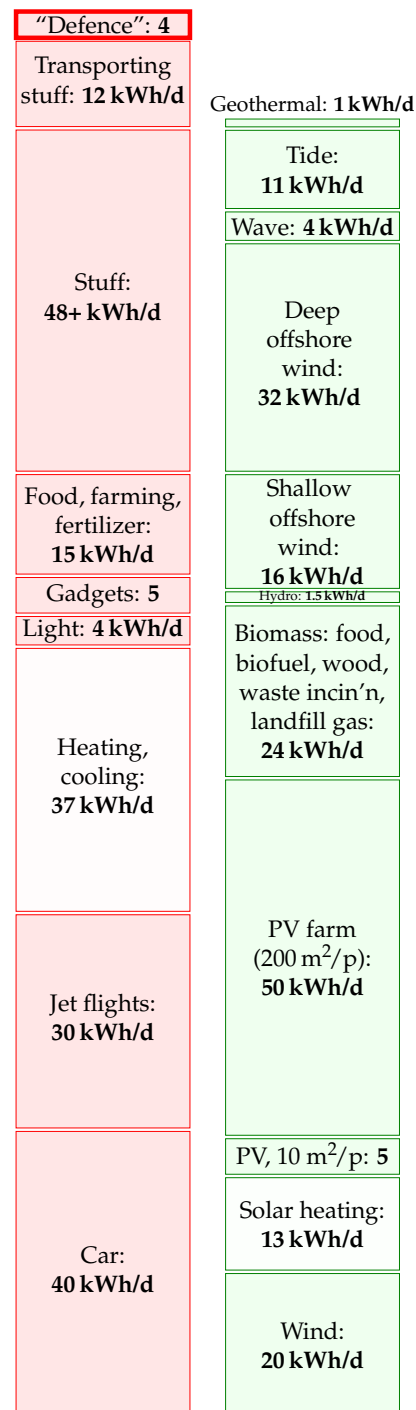 “Defence”: 4
Transporting
stuff: 12 kWh/d
Stuff:
48+ kWh/d
Food, farming,
fertilizer:
15 kWh/d
Gadgets: 5
Light: 4 kWh/d
Heating,
cooling:
37 kWh/d
Jet flights:
30 kWh/d
Car:
40 kWh/d
Geothermal: 1 kWh/d
Tide:
11 kWh/d
Wave: 4 kWh/d
Deep
offshore
wind:
32 kWh/d
Shallow
offshore
wind:
16 kWh/d
Hydro: 1.5 kWh/d
Biomass: food,
biofuel, wood,
waste incin’n,
landfill gas:
24 kWh/d
PV farm
(200 m²/p):
50 kWh/d
PV, 10 m²/p: 5
Solar heating:
13 kWh/d
Wind:
20 kWh/d